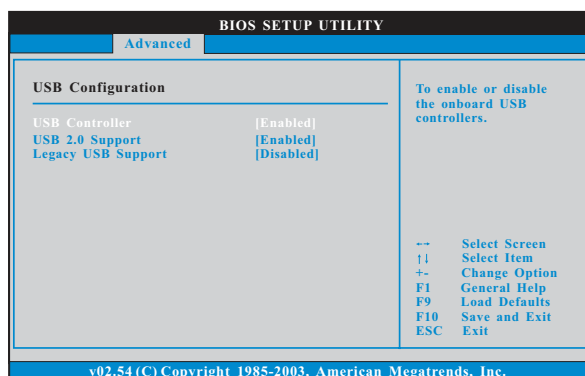 BIOS SETUP UTILITY
Advanced
USB Configuration
USB Controller [Enabled]
USB 2.0 Support [Enabled]
Legacy USB Support [Disabled]
To enable or disable
the onboard USB
controllers.
←→ Select Screen
↑↓ Select Item
+- Change Option
F1 General Help
F9 Load Defaults
F10 Save and Exit
ESC Exit
v02.54 (C) Copyright 1985-2003, American Megatrends, Inc.